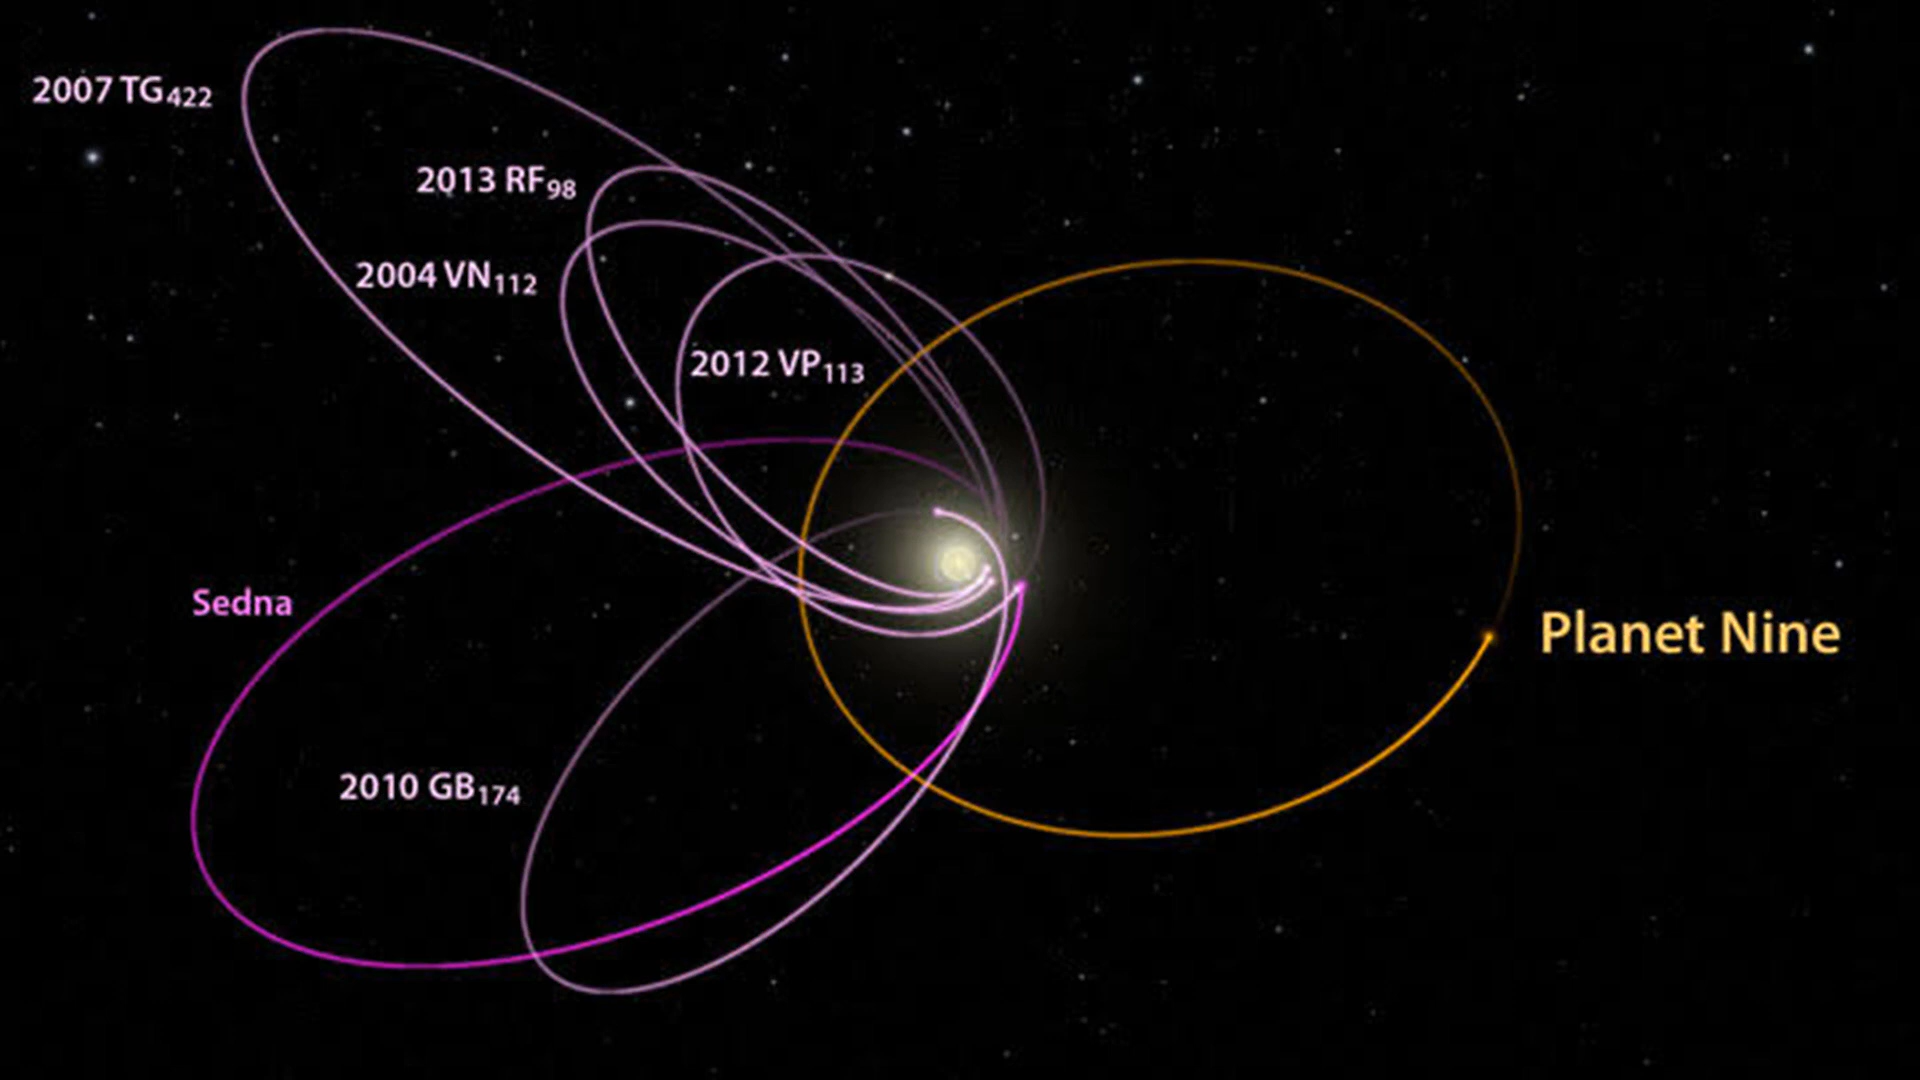 2007 TG₄₂₂
2013 RF₉₈
2004 VN₁₁₂
2012 VP₁₁₃
Sedna
Planet Nine
2010 GB₁₇₄